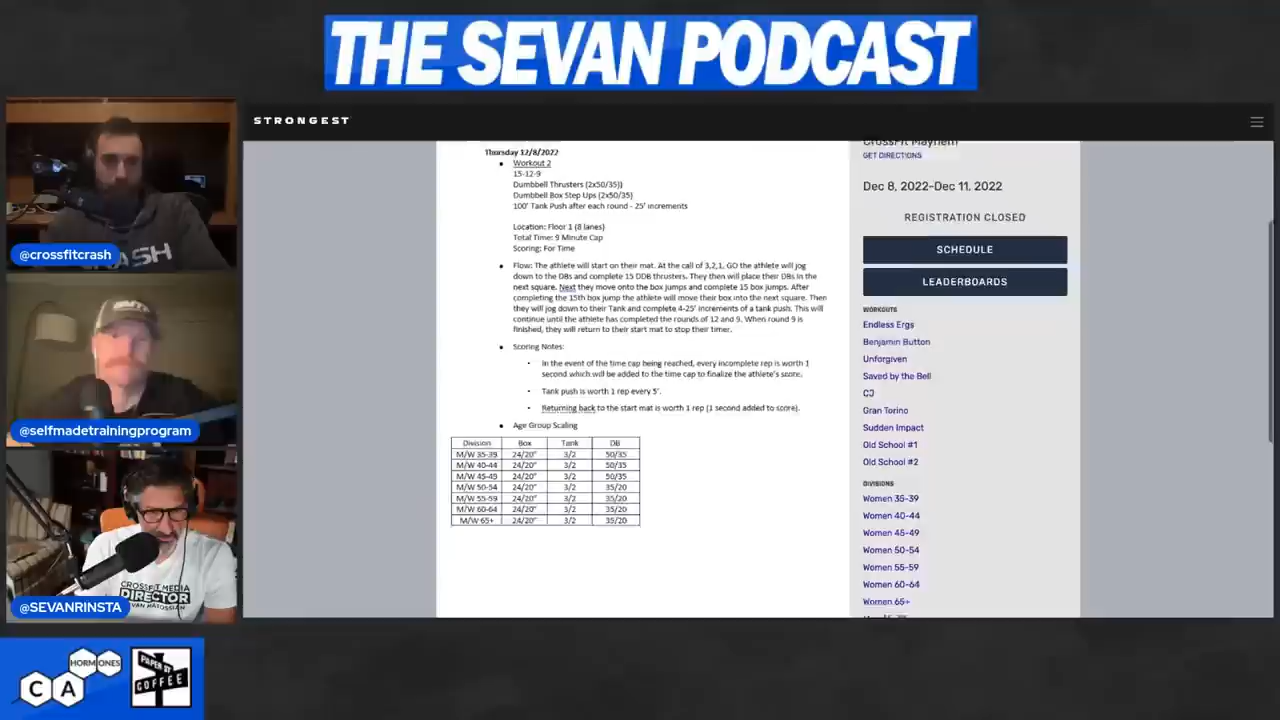 THE SEVAN PODCAST
STRONGEST
@crossfitcrash
@selfmadetrainingprogram
CROSSFIT MEDIA
DIRECTOR
@SEVANRINSTA
HORMONES
CA
PAPER ST
COFFEE
Thursday 12/8/2022
• Workout 2
15-12-9
Dumbbell Thrusters (2x50/35))
Dumbbell Box Step Ups (2x50/35)
100' Tank Push after each round - 25' increments
Location: Floor 1 (8 lanes)
Total Time: 9 Minute Cap
Scoring: For Time
• Flow: The athlete will start on their mat. At the call of 3,2,1, GO the athlete will jog
down to the DBs and complete 15 DDB thrusters. They then will place their DBs in the
next square. Next they move onto the box jumps and complete 15 box jumps. After
completing the 15th box jump the athlete will move their box into the next square. Then
they will jog down to their Tank and complete 4-25' increments of a tank push. This will
continue until the athlete has completed the rounds of 12 and 9. When round 9 is
finished, they will return to their start mat to stop their timer.
• Scoring Notes:
- In the event of the time cap being reached, every incomplete rep is worth 1
second which will be added to the time cap to finalize the athlete's score.
- Tank push is worth 1 rep every 5'.
- Returning back to the start mat is worth 1 rep (1 second added to score).
• Age Group Scaling
Division Box Tank DB
M/W 35-39 24/20" 3/2 50/35
M/W 40-44 24/20" 3/2 50/35
M/W 45-49 24/20" 3/2 50/35
M/W 50-54 24/20" 3/2 35/20
M/W 55-59 24/20" 3/2 35/20
M/W 60-64 24/20" 3/2 35/20
M/W 65+ 24/20" 3/2 35/20
CrossFit Mayhem
GET DIRECTIONS
Dec 8, 2022-Dec 11, 2022
REGISTRATION CLOSED
SCHEDULE
LEADERBOARDS
WORKOUTS
Endless Ergs
Benjamin Button
Unforgiven
Saved by the Bell
CJ
Gran Torino
Sudden Impact
Old School #1
Old School #2
DIVISIONS
Women 35-39
Women 40-44
Women 45-49
Women 50-54
Women 55-59
Women 60-64
Women 65+